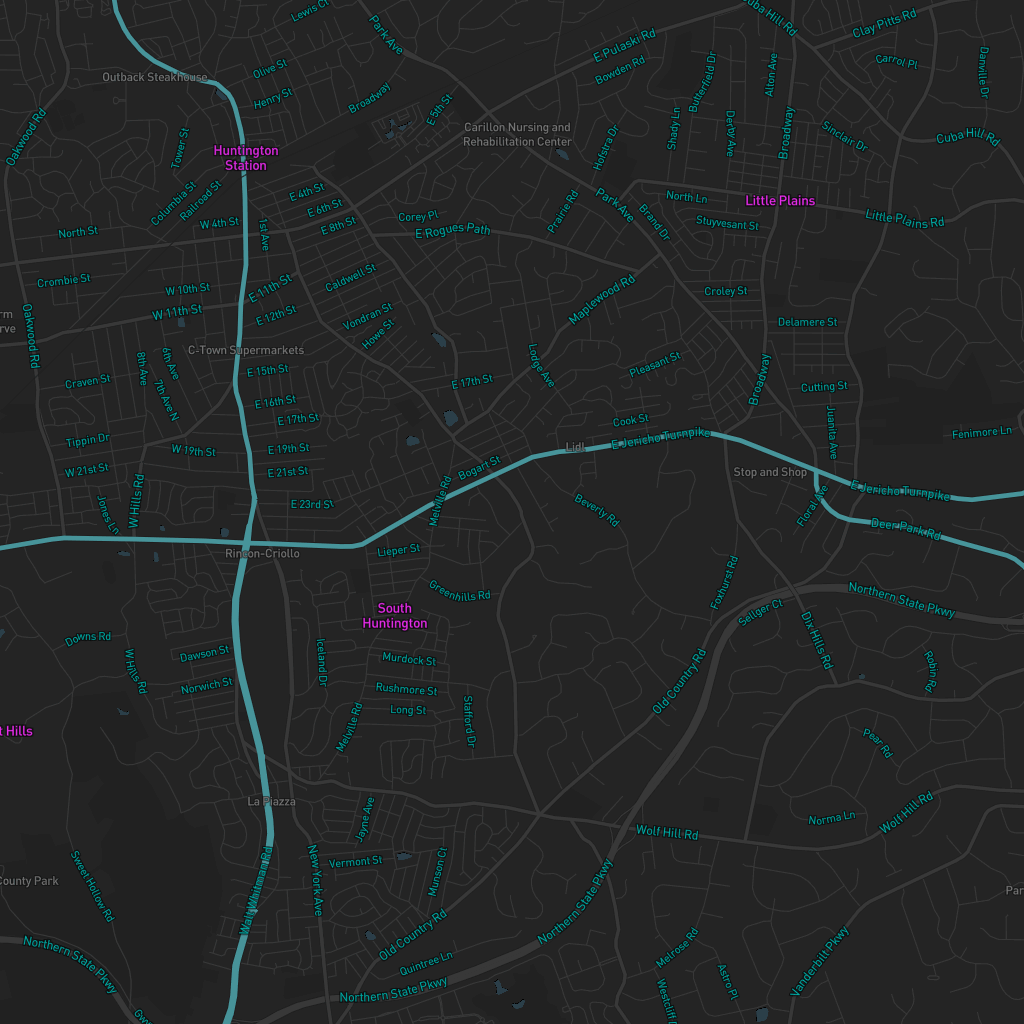 Lewis Ct
Park Ave
Cuba Hill Rd
Clay Pitts Rd
E Pulaski Rd
Bowden Rd
Butterfield Dr
Alton Ave
Carrol Pl
Danville Dr
Outback Steakhouse
Olive St
Henry St
Broadway
E 5th St
Oakwood Rd
Tower St
Huntington
Station
Carillon Nursing and
Rehabilitation Center
Hofstra Dr
Shady Ln
Derby Ave
Broadway
Sinclair Dr
Cuba Hill Rd
Columbia St
Railroad St
E 4th St
E 6th St
E 8th St
Corey Pl
Prairie Rd
Park Ave
Brand Dr
North Ln
Little Plains
Stuyvesant St
Little Plains Rd
North St
W 4th St
1st Ave
E Rogues Path
Crombie St
W 10th St
E 11th St
Caldwell St
Maplewood Rd
Croley St
rm
rve
Oakwood Rd
W 11th St
E 12th St
Vondran St
Howe St
Delamere St
C-Town Supermarkets
8th Ave
6th Ave
7th Ave N
Craven St
E 15th St
E 17th St
Lodge Ave
Pleasant St
Broadway
Cutting St
E 16th St
E 17th St
Cook St
Juanita Ave
Fenimore Ln
Tippin Dr
W 19th St
E 19th St
Lidl
E Jericho Turnpike
W 21st St
E 21st St
Bogart St
Stop and Shop
E Jericho Turnpike
Jones Ln
W Hills Rd
E 23rd St
Melville Rd
Beverly Rd
Floral Ave
Deer Park Rd
Rincon-Criollo
Lieper St
Greenhills Rd
Foxhurst Rd
Sellger Ct
Northern State Pkwy
South
Huntington
Dix Hills Rd
Downs Rd
W Hills Rd
Dawson St
Norwich St
Iceland Dr
Murdock St
Rushmore St
Long St
Stafford Dr
Melville Rd
Old Country Rd
Robin Rd
t Hills
Pear Rd
La Piazza
Jayne Ave
Wolf Hill Rd
Norma Ln
Wolf Hill Rd
Vermont St
Munson Ct
New York Ave
Walt Whitman Rd
County Park
Sweet Hollow Rd
Northern State Pkwy
Old Country Rd
Quintree Ln
Northern State Pkwy
Northern State Pkwy
Melrose Rd
Astro Pl
Vanderbilt Pkwy
Par